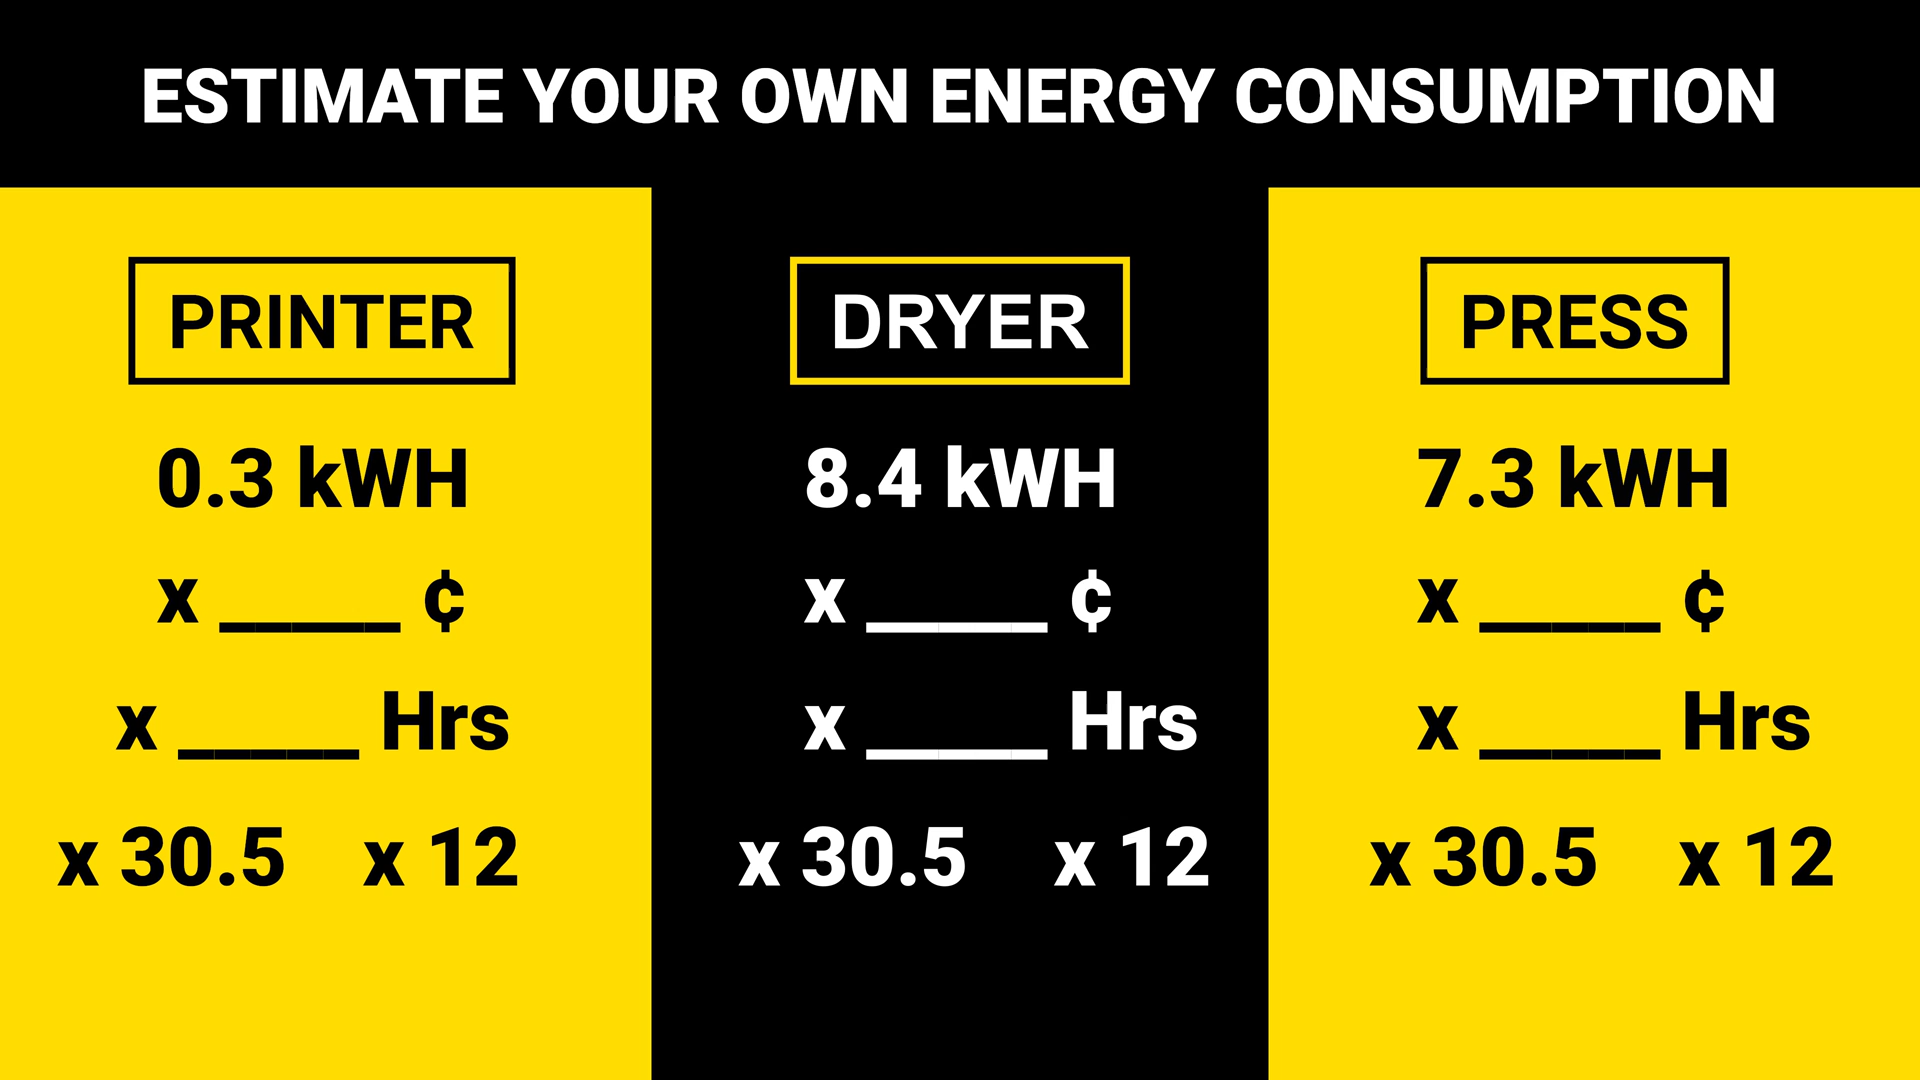 ESTIMATE YOUR OWN ENERGY CONSUMPTION
PRINTER
0.3 kWH
x _____ ¢
x _____ Hrs
x 30.5 x 12
DRYER
8.4 kWH
x _____ ¢
x _____ Hrs
x 30.5 x 12
PRESS
7.3 kWH
x _____ ¢
x _____ Hrs
x 30.5 x 12